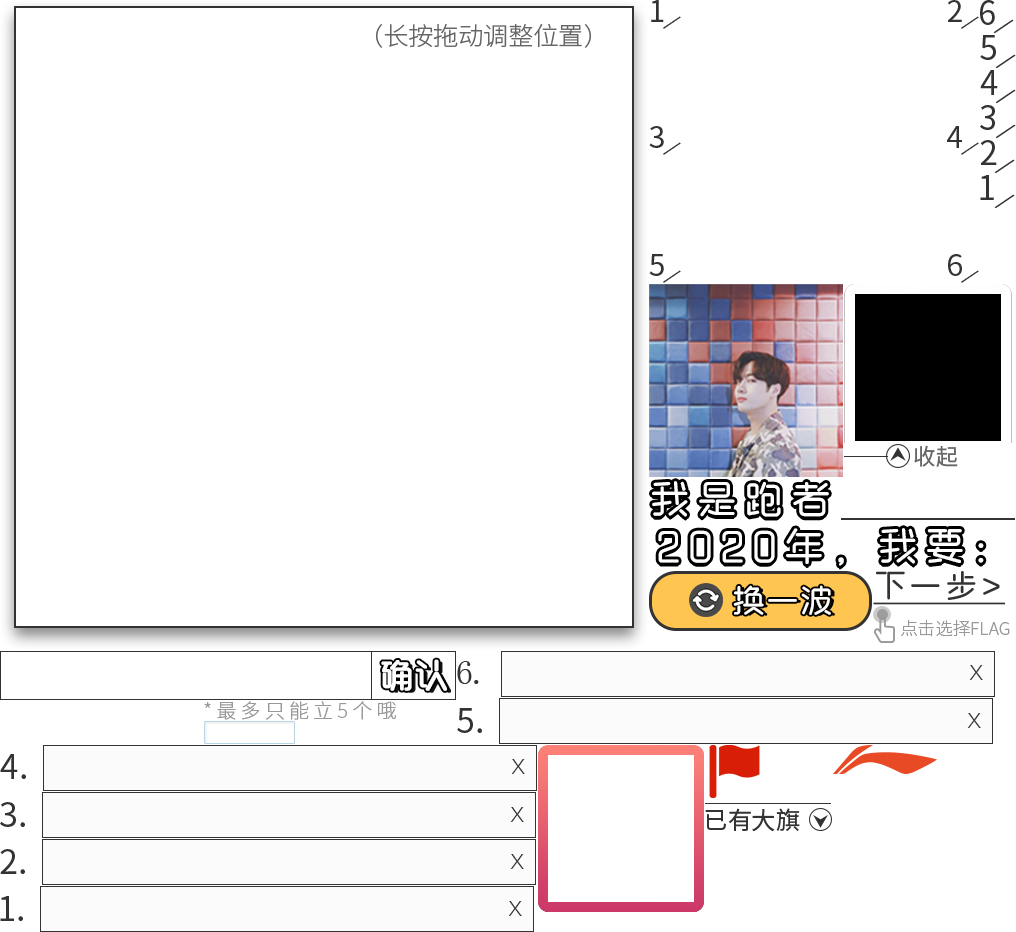 （长按拖动调整位置）
1
2
6
5
4
3
2
1
3
4
5
6
收起
我是跑者
2020年，我要：
换一波
下一步>
点击选择FLAG
确认
*最多只能立5个哦
6.
X
5.
X
4.
X
3.
X
2.
X
1.
X
已有大旗